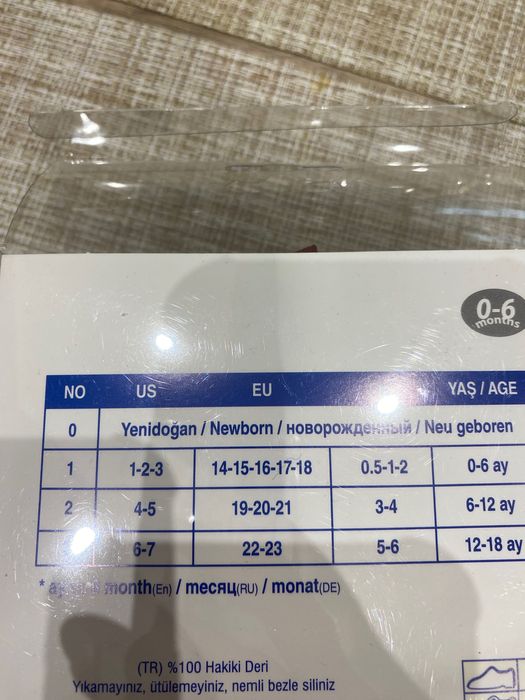 0-6
months
NO US EU YAŞ / AGE
0 Yenidoğan / Newborn / новорожденный / Neu geboren
1 1-2-3 14-15-16-17-18 0.5-1-2 0-6 ay
2 4-5 19-20-21 3-4 6-12 ay
6-7 22-23 5-6 12-18 ay
* month(En) / месяц(RU) / monat(DE)
(TR) %100 Hakiki Deri
Yıkamayınız, ütülemeyiniz, nemli bezle siliniz